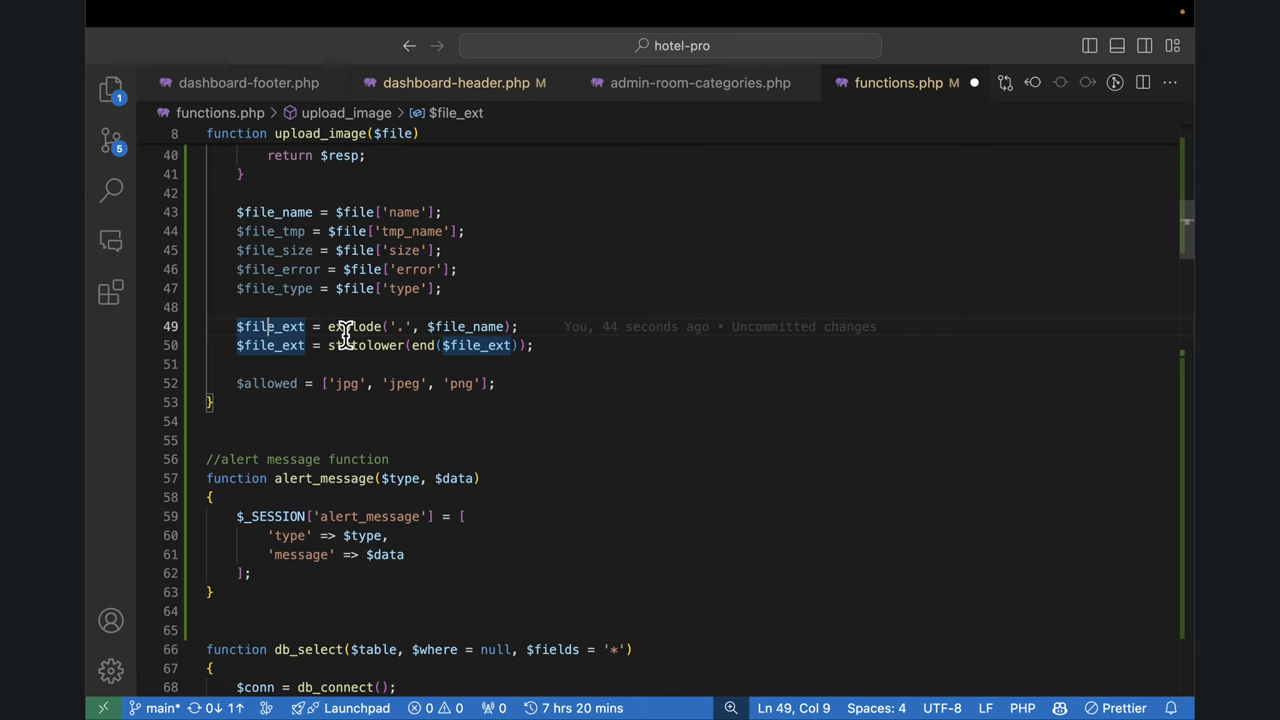 hotel-pro
dashboard-footer.php dashboard-header.php M admin-room-categories.php functions.php M
functions.php > upload_image > $file_ext
8 function upload_image($file)
40 return $resp;
41 }
42
43 $file_name = $file['name'];
44 $file_tmp = $file['tmp_name'];
45 $file_size = $file['size'];
46 $file_error = $file['error'];
47 $file_type = $file['type'];
48
49 $file_ext = explode('.', $file_name); You, 44 seconds ago • Uncommitted changes
50 $file_ext = strtolower(end($file_ext));
51
52 $allowed = ['jpg', 'jpeg', 'png'];
53 }
54
55
56 //alert message function
57 function alert_message($type, $data)
58 {
59 $_SESSION['alert_message'] = [
60 'type' => $type,
61 'message' => $data
62 ];
63 }
64
65
66 function db_select($table, $where = null, $fields = '*')
67 {
68 $conn = db_connect();
1
5
main* 0↓ 1↑ Launchpad 0 0 0 7 hrs 20 mins Ln 49, Col 9 Spaces: 4 UTF-8 LF PHP Prettier